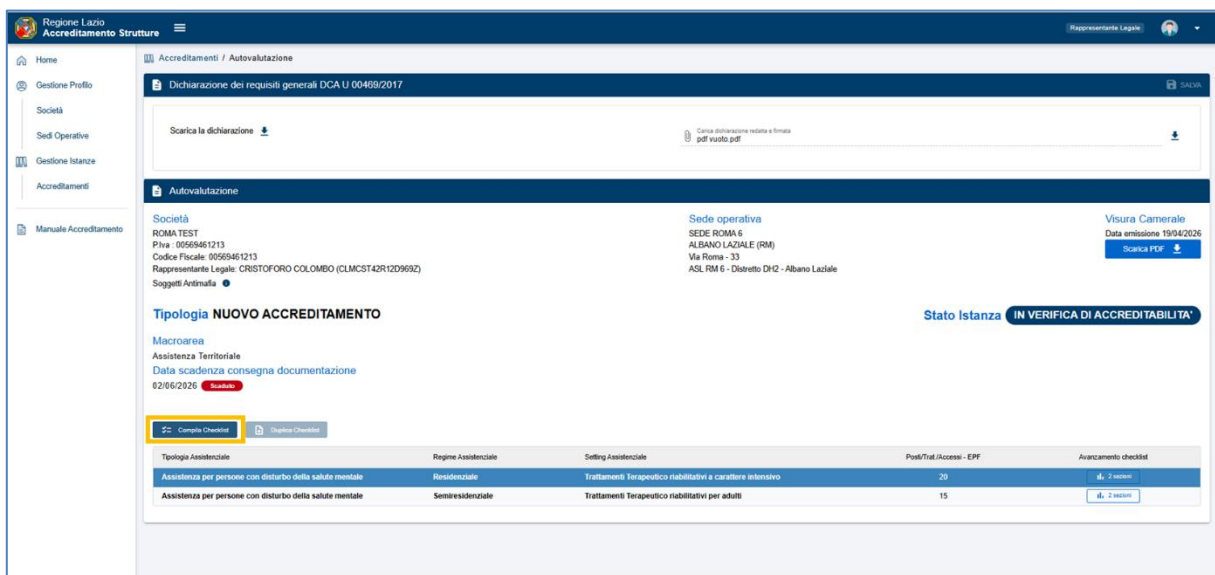 Regione Lazio
Accreditamento Strutture
Rappresentante Legale
Home
Gestione Profilo
Società
Sedi Operative
Gestione Istanze
Accreditamenti
Manuale Accreditamento
Accreditamenti / Autovalutazione
Dichiarazione dei requisiti generali DCA U 00469/2017
SALVA
Scarica la dichiarazione
Carica dichiarazione redatta e firmata
pdf vuoto.pdf
Autovalutazione
Società
ROMA TEST
P.Iva : 00569461213
Codice Fiscale: 00569461213
Rappresentante Legale: CRISTOFORO COLOMBO (CLMCST42R12D969Z)
Soggetti Antimafia
Sede operativa
SEDE ROMA 6
ALBANO LAZIALE (RM)
Via Roma - 33
ASL RM 6 - Distretto DH2 - Albano Laziale
Visura Camerale
Data emissione 19/04/2026
Scarica PDF
Tipologia NUOVO ACCREDITAMENTO
Stato Istanza IN VERIFICA DI ACCREDITABILITA'
Macroarea
Assistenza Territoriale
Data scadenza consegna documentazione
02/06/2026 Scaduto
Compila Checklist Duplica Checklist
Tipologia Assistenziale Regime Assistenziale Setting Assistenziale Posti/Trat./Accessi - EPF Avanzamento checklist
Assistenza per persone con disturbo della salute mentale Residenziale Trattamenti Terapeutico riabilitativi a carattere intensivo 20 2 sezioni
Assistenza per persone con disturbo della salute mentale Semiresidenziale Trattamenti Terapeutico riabilitativi per adulti 15 2 sezioni